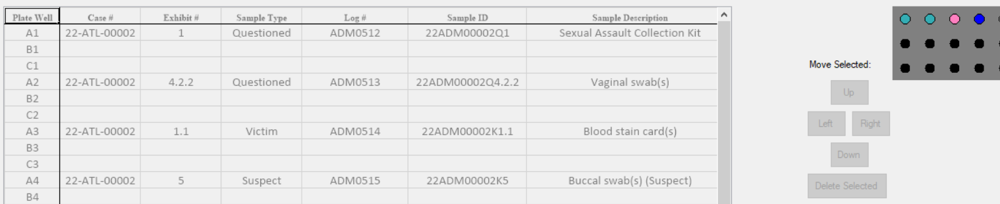 Plate Well Case # Exhibit # Sample Type Log # Sample ID Sample Description
A1 22-ATL-00002 1 Questioned ADM0512 22ADM00002Q1 Sexual Assault Collection Kit
B1
C1
Move Selected:
A2 22-ATL-00002 4.2.2 Questioned ADM0513 22ADM00002Q4.2.2 Vaginal swab(s)
Up
B2
C2
Left Right
A3 22-ATL-00002 1.1 Victim ADM0514 22ADM00002K1.1 Blood stain card(s)
B3
Down
C3
A4 22-ATL-00002 5 Suspect ADM0515 22ADM00002K5 Buccal swab(s) (Suspect)
Delete Selected
B4